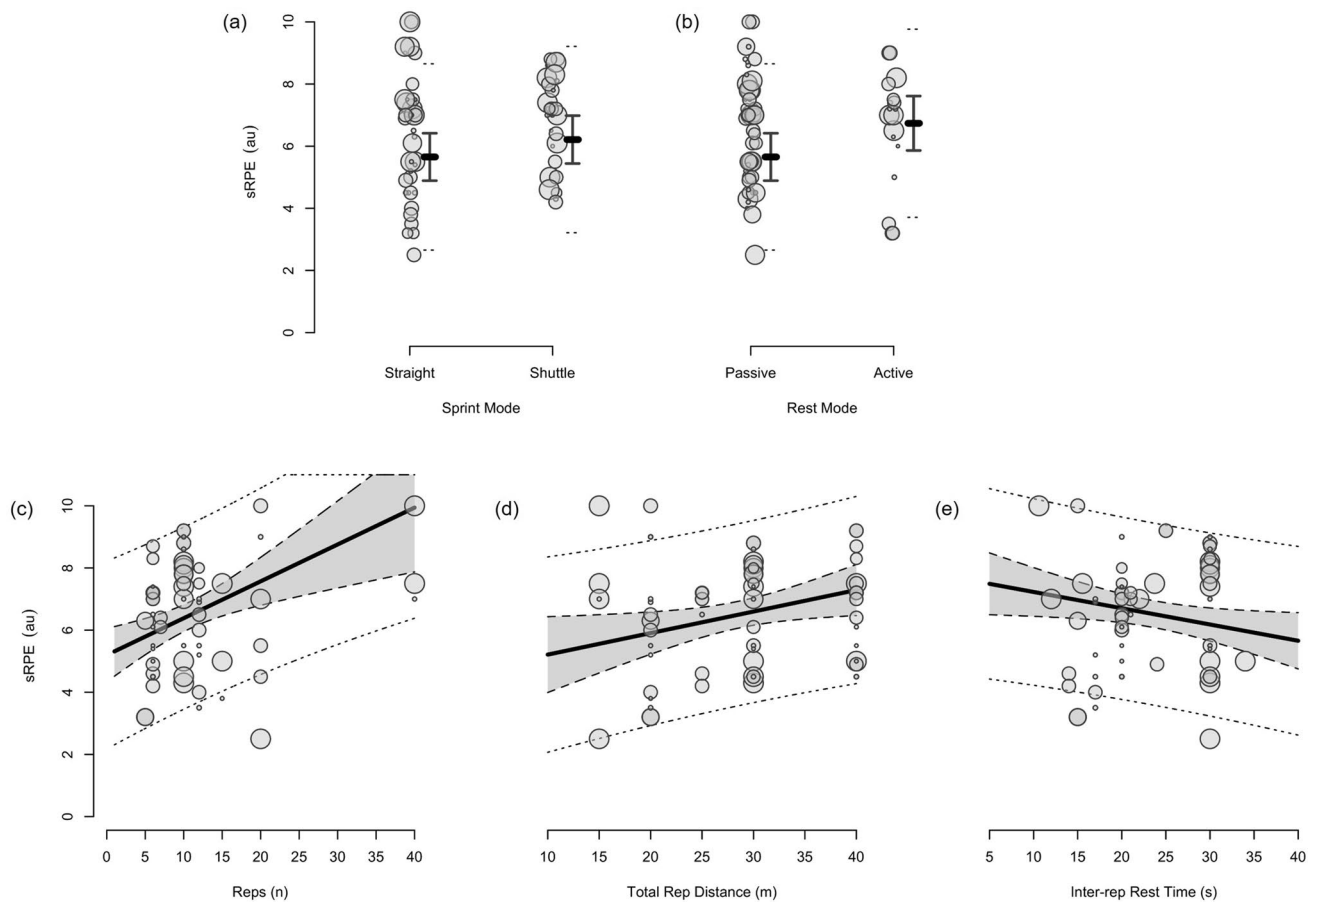 (a)
(b)
sRPE (au)
10
8
6
4
2
0
Straight
Shuttle
Passive
Active
Sprint Mode
Rest Mode
(c)
(d)
(e)
sRPE (au)
10
8
6
4
2
0
0 5 10 15 20 25 30 35 40
10 15 20 25 30 35 40
5 10 15 20 25 30 35 40
Reps (n)
Total Rep Distance (m)
Inter-rep Rest Time (s)